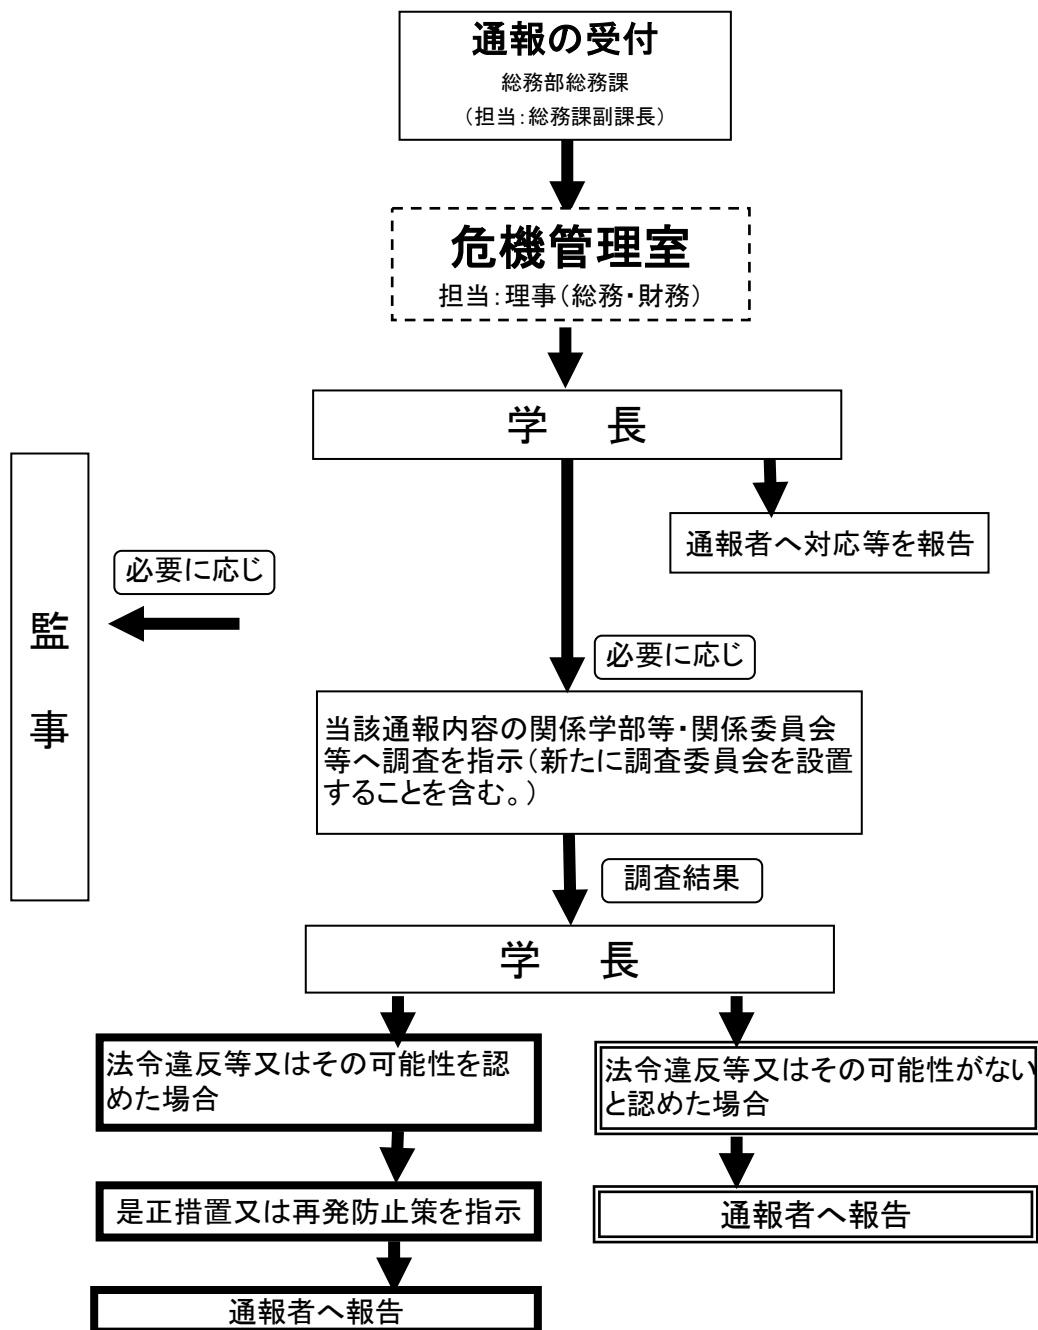 通報の受付
総務部総務課
（担当：総務課副課長）
危機管理室
担当：理事（総務・財務）
学　長
通報者へ対応等を報告
必要に応じ
監
事
必要に応じ
当該通報内容の関係学部等・関係委員会
等へ調査を指示（新たに調査委員会を設置
することを含む。）
調査結果
学　長
法令違反等又はその可能性を認
めた場合
法令違反等又はその可能性がない
と認めた場合
是正措置又は再発防止策を指示
通報者へ報告
通報者へ報告